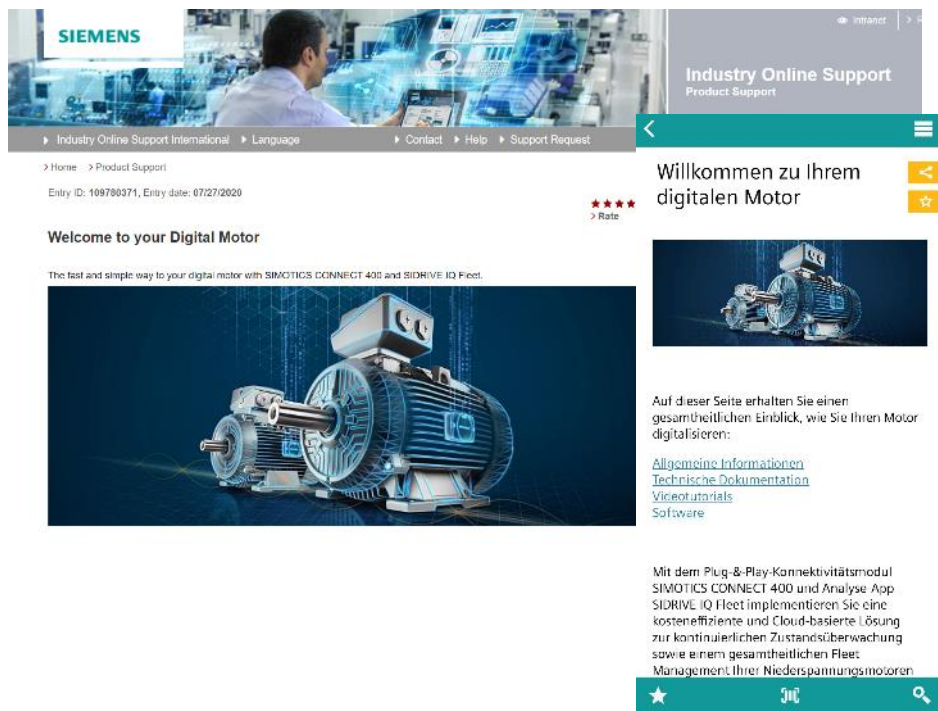 SIEMENS
Intranet
Industry Online Support
Product Support
Industry Online Support International Language Contact Help Support Request
> Home > Product Support
Entry ID: 109780371, Entry date: 07/27/2020
> Rate
Welcome to your Digital Motor
The fast and simple way to your digital motor with SIMOTICS CONNECT 400 and SIDRIVE IQ Fleet.
Willkommen zu Ihrem
digitalen Motor
Auf dieser Seite erhalten Sie einen
gesamtheitlichen Einblick, wie Sie Ihren Motor
digitalisieren:
Allgemeine Informationen
Technische Dokumentation
Videotutorials
Software
Mit dem Plug-&-Play-Konnektivitätsmodul
SIMOTICS CONNECT 400 und Analyse App
SIDRIVE IQ Fleet implementieren Sie eine
kosteneffiziente und Cloud-basierte Lösung
zur kontinuierlichen Zustandsüberwachung
sowie einem gesamtheitlichen Fleet
Management Ihrer Niederspannungsmotoren